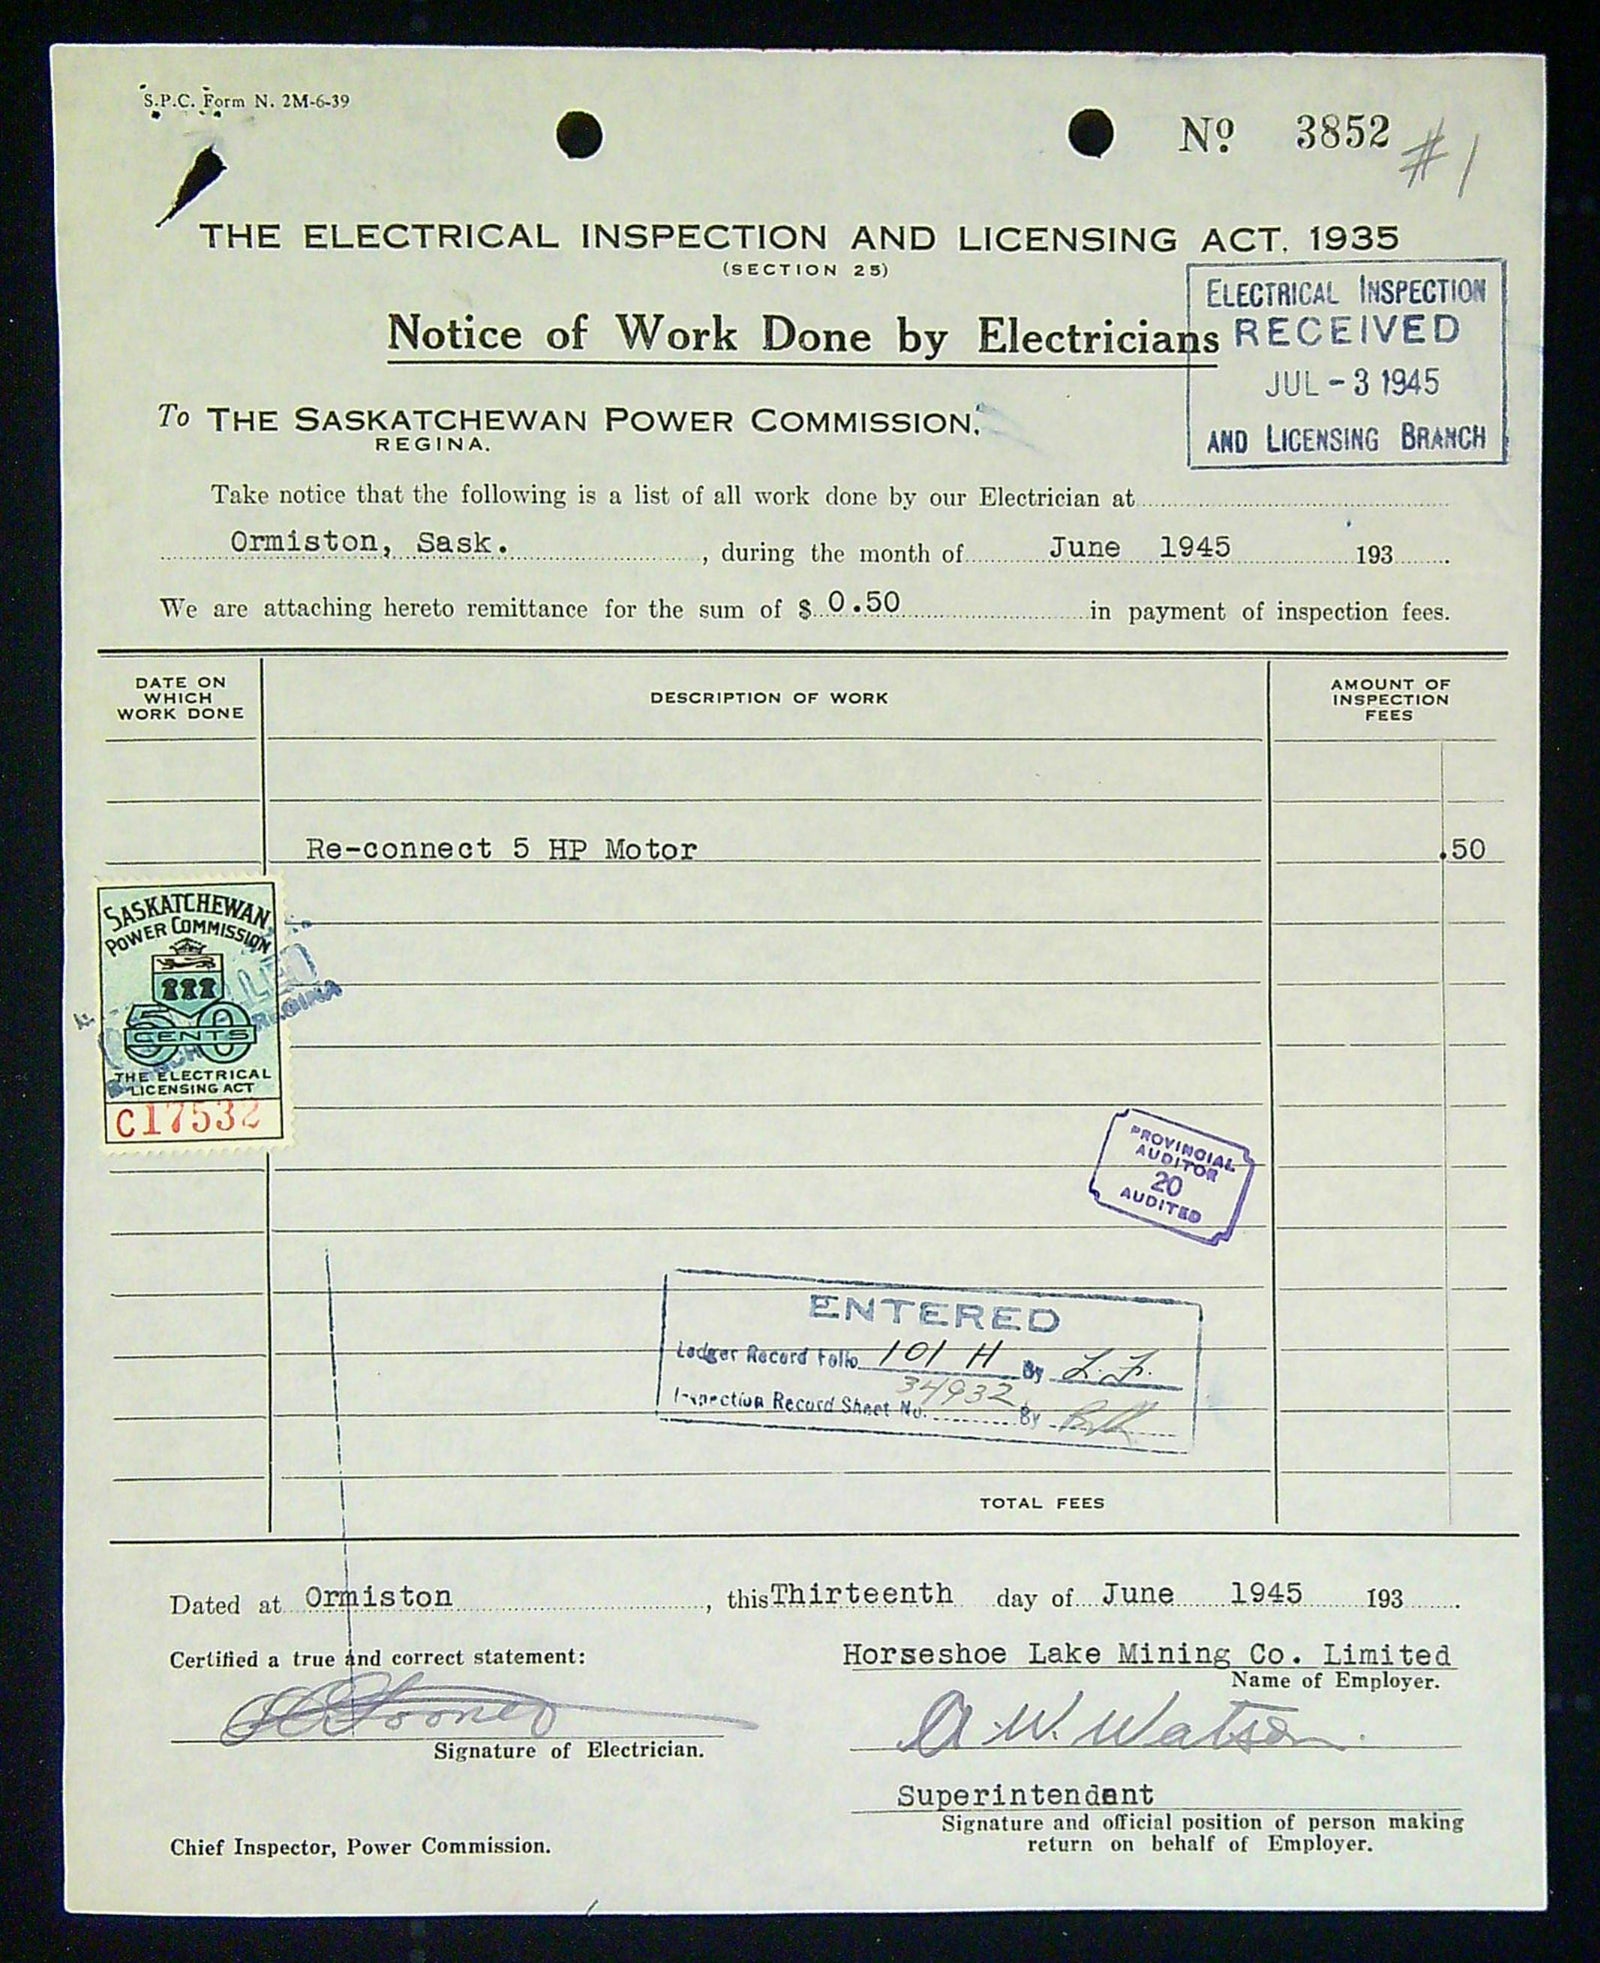 S.P.C. Form N. 2M-6-39
No 3852 #1
THE ELECTRICAL INSPECTION AND LICENSING ACT, 1935
(SECTION 25)
ELECTRICAL INSPECTION
RECEIVED
JUL - 3 1945
AND LICENSING BRANCH
Notice of Work Done by Electricians
To THE SASKATCHEWAN POWER COMMISSION,
REGINA.
Take notice that the following is a list of all work done by our Electrician at
Ormiston, Sask. , during the month of June 1945 193
We are attaching hereto remittance for the sum of $ 0.50 in payment of inspection fees.
DATE ON
WHICH
WORK DONE
DESCRIPTION OF WORK
AMOUNT OF
INSPECTION
FEES
Re-connect 5 HP Motor .50
SASKATCHEWAN
POWER COMMISSION
50
CENTS
THE ELECTRICAL
LICENSING ACT
C17532
REGINA
PROVINCIAL
AUDITOR
20
AUDITED
ENTERED
Ledger Record Folio 101 H By L.F.
Inspection Record Sheet No. 34932 By
TOTAL FEES
Dated at Ormiston , this Thirteenth day of June 1945 193
Certified a true and correct statement:
Horseshoe Lake Mining Co. Limited
Name of Employer.
A. W. Watson
Signature of Electrician.
Superintendent
Signature and official position of person making
return on behalf of Employer.
Chief Inspector, Power Commission.